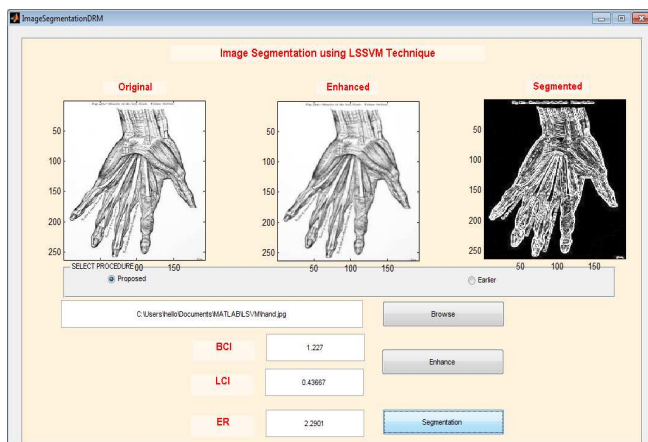 ImageSegmentationDRM
Image Segmentation using LSSVM Technique
Original
Enhanced
Segmented
50
100
150
200
250
50
100
150
200
250
50
100
150
200
250
00
150
50
100
150
50
100
150
SELECT PROCEDURE
Proposed
Earlier
C:\Users\hello\Documents\MATLAB\LSVM\hand.jpg
Browse
BCI
1.227
Enhance
LCI
0.43667
ER
2.2901
Segmentation